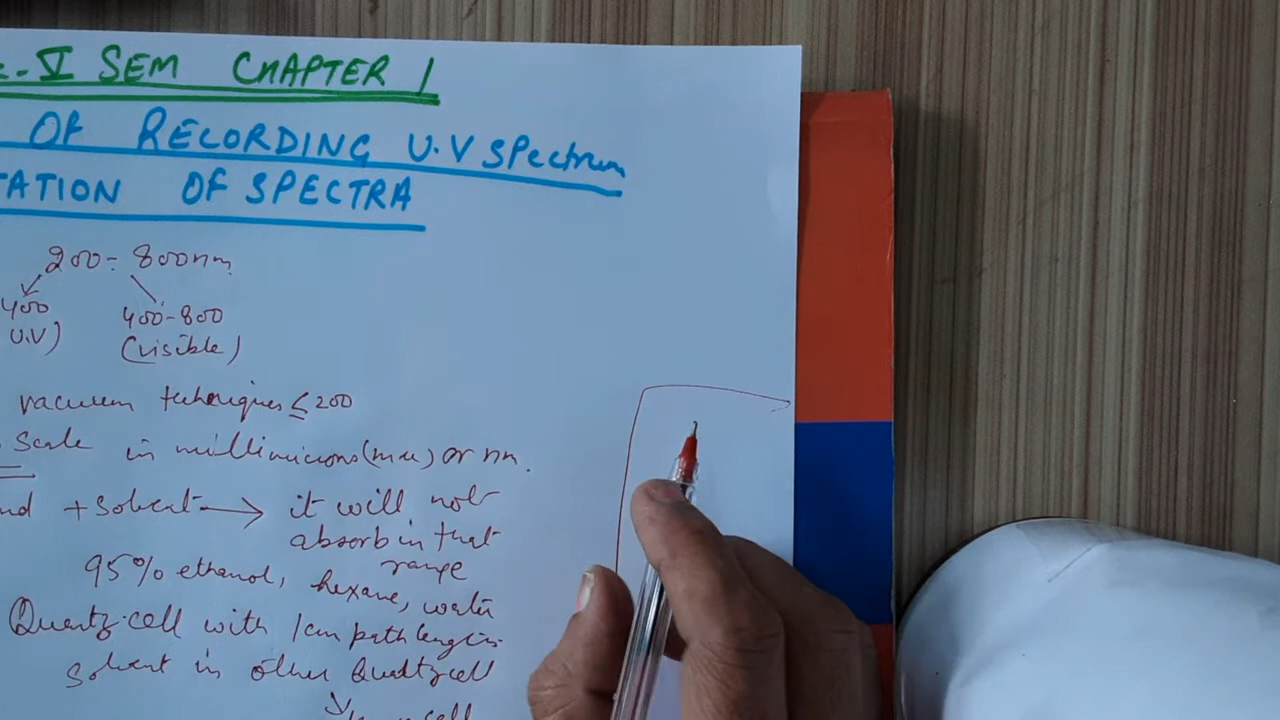 c.-V SEM CHAPTER 1
OF RECORDING U.V SPectrum
TATION OF SPECTRA
200-800nm
400
U.V)
400-800
(visible)
vacuum techniques ≤ 200
Scale in millimicrons(mu) or nm.
nd + Solvent → it will not
absorb in that
range
95% ethanol, hexane, water
Quartz cell with 1cm path length
solvent in other Quartz cell
cell